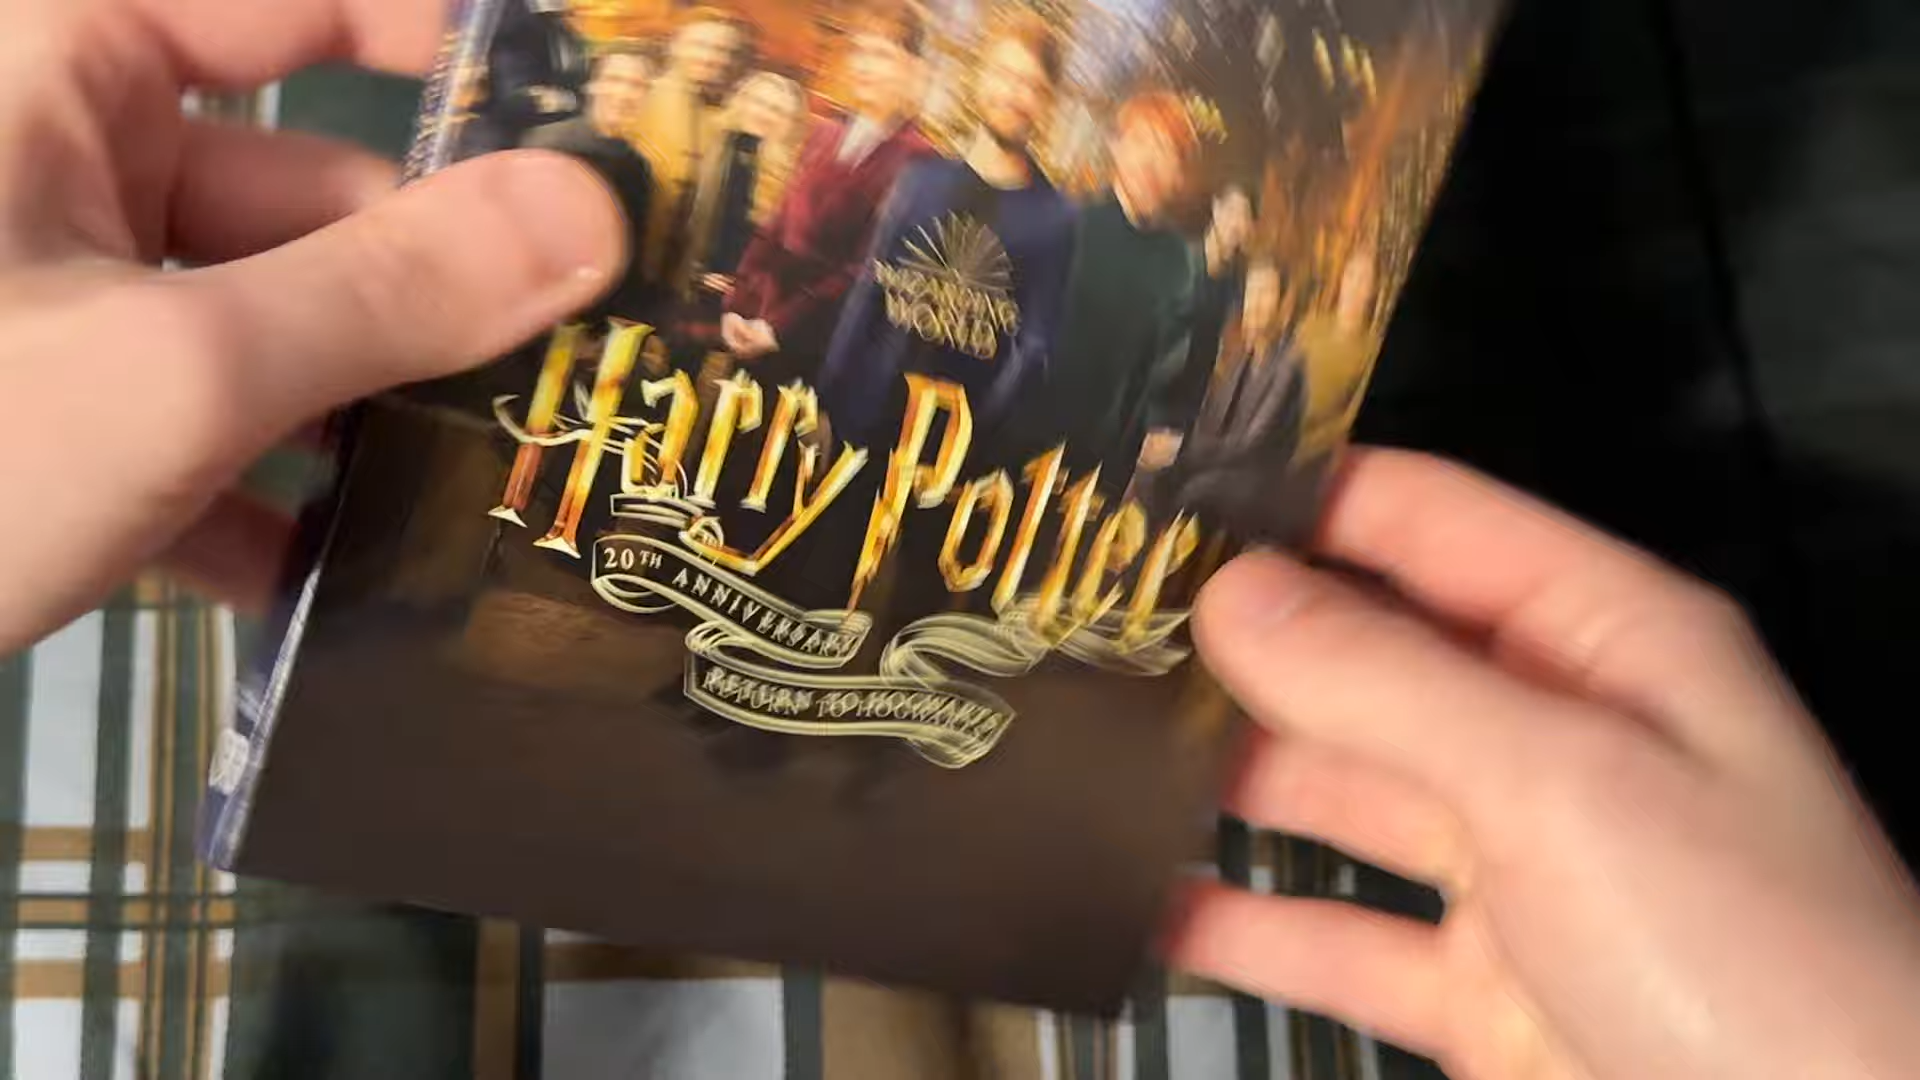 WIZARDING
WORLD
Harry Potter
20TH ANNIVERSARY
RETURN TO HOGWARTS